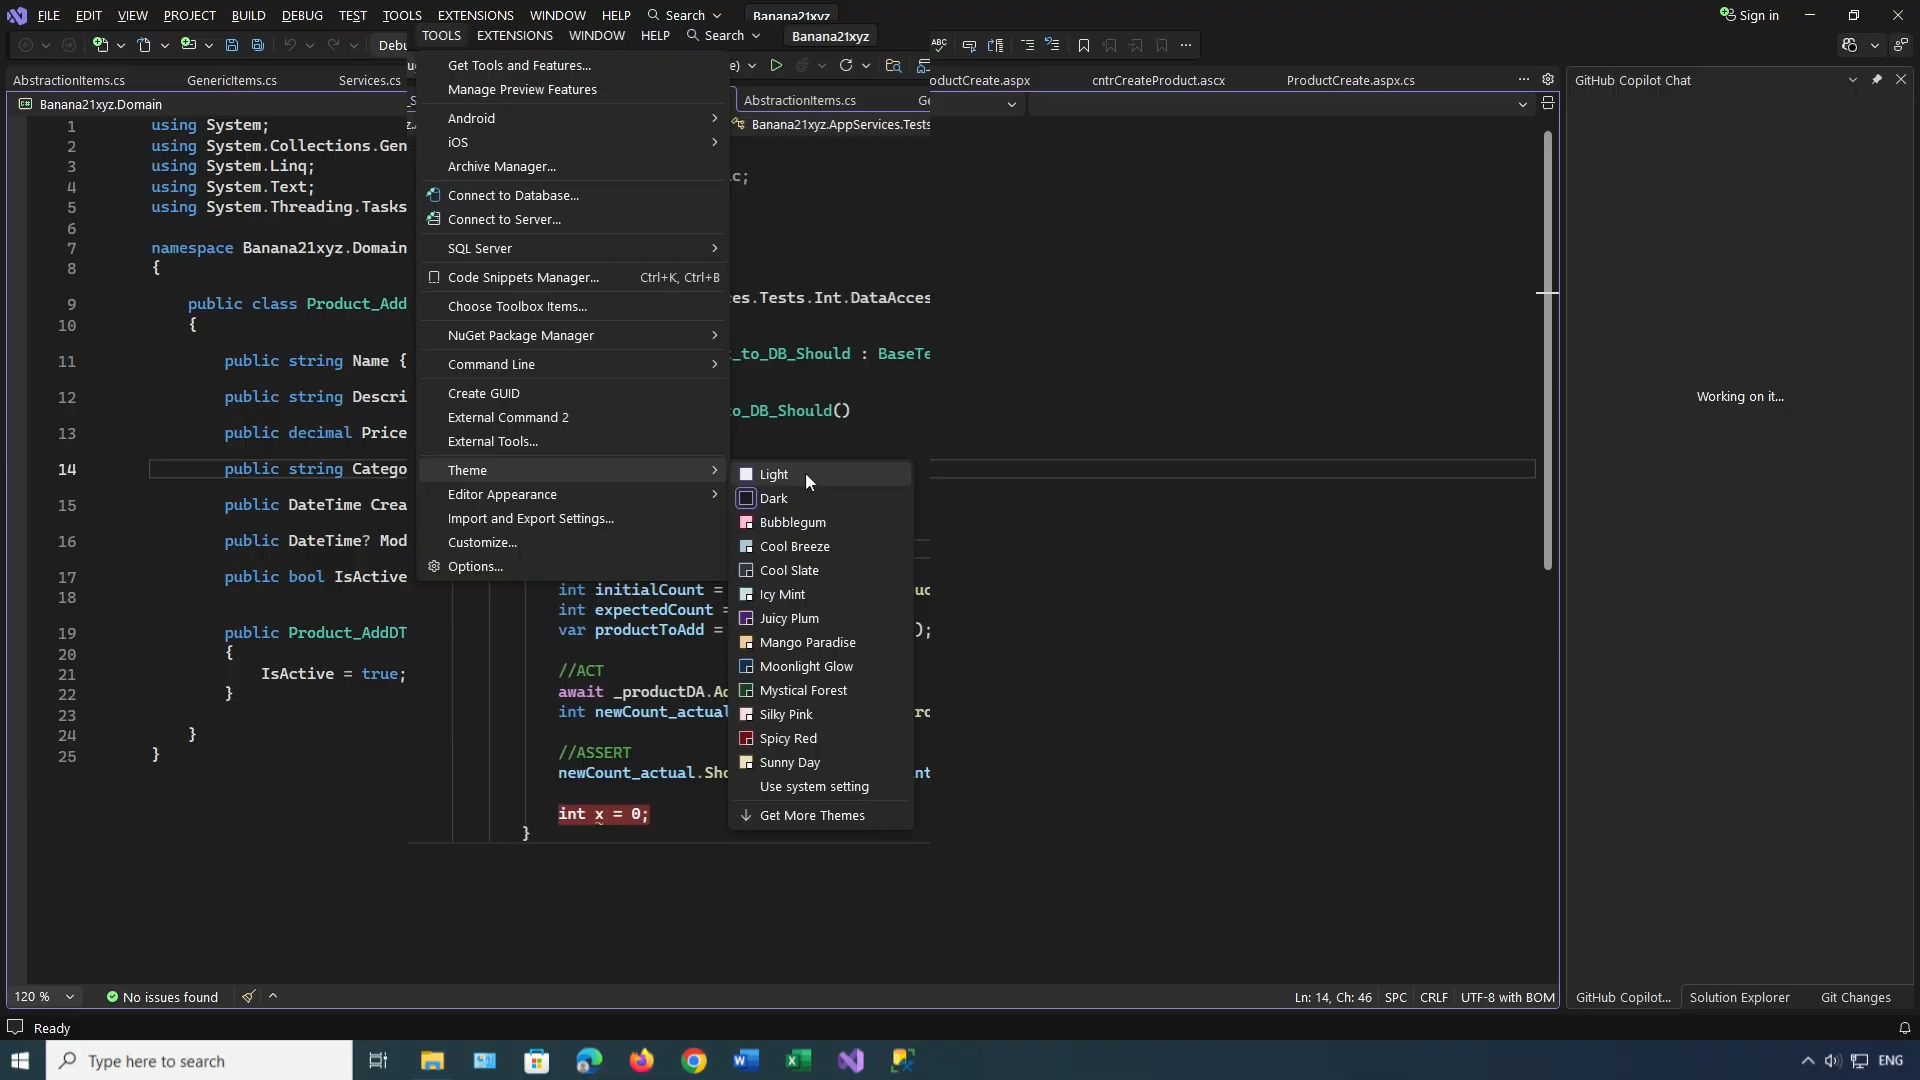 FILE EDIT VIEW PROJECT BUILD DEBUG TEST TOOLS EXTENSIONS WINDOW HELP Search Banana21xyz Sign in
TOOLS EXTENSIONS WINDOW HELP Search Banana21xyz
Debu
AbstractionItems.cs GenericItems.cs Services.cs
AbstractionItems.cs Ge
oductCreate.aspx cntrCreateProduct.ascx ProductCreate.aspx.cs
GitHub Copilot Chat
Banana21xyz.Domain
Banana21xyz.AppServices.Tests
1 using System;
2 using System.Collections.Gen
3 using System.Linq;
4 using System.Text;
5 using System.Threading.Tasks
6
7 namespace Banana21xyz.Domain
8 {
9 public class Product_Add
10 {
11 public string Name {
12 public string Descri
13 public decimal Price
14 public string Catego
15 public DateTime Crea
16 public DateTime? Mod
17 public bool IsActive
18
19 public Product_AddDT
20 {
21 IsActive = true;
22 }
23
24 }
25 }
Get Tools and Features...
Manage Preview Features
Android
iOS
Archive Manager...
Connect to Database...
Connect to Server...
SQL Server
Code Snippets Manager... Ctrl+K, Ctrl+B
Choose Toolbox Items...
NuGet Package Manager
Command Line
Create GUID
External Command 2
External Tools...
Theme
Editor Appearance
Import and Export Settings...
Customize...
Options...
Light
Dark
Bubblegum
Cool Breeze
Cool Slate
Icy Mint
Juicy Plum
Mango Paradise
Moonlight Glow
Mystical Forest
Silky Pink
Spicy Red
Sunny Day
Use system setting
Get More Themes
c;
es.Tests.Int.DataAcces
_to_DB_Should : BaseTe
o_DB_Should()
int initialCount = uc
int expectedCount =
var productToAdd = );
//ACT
await _productDA.Ad
int newCount_actual ro
//ASSERT
newCount_actual.Sho nt
int x = 0;
}
Working on it...
120 % No issues found Ln: 14, Ch: 46 SPC CRLF UTF-8 with BOM
GitHub Copilot... Solution Explorer Git Changes
Ready
Type here to search
ENG